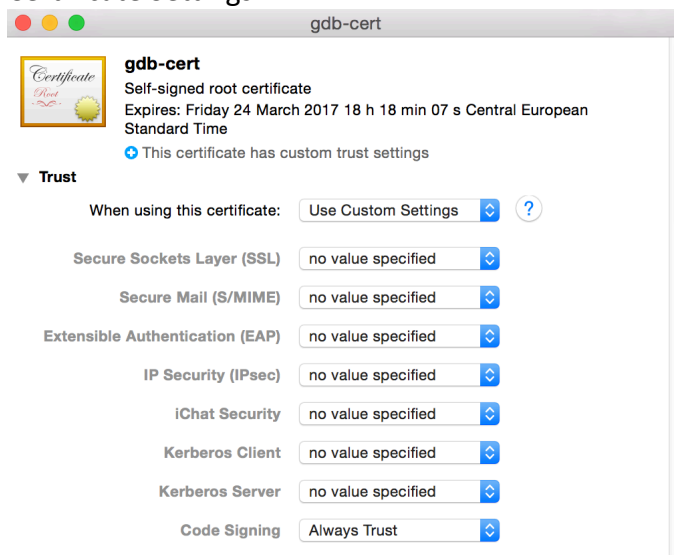 gdb-cert
Certificate
Root
gdb-cert
Self-signed root certificate
Expires: Friday 24 March 2017 18 h 18 min 07 s Central European
Standard Time
This certificate has custom trust settings
Trust
When using this certificate: Use Custom Settings ?
Secure Sockets Layer (SSL) no value specified
Secure Mail (S/MIME) no value specified
Extensible Authentication (EAP) no value specified
IP Security (IPsec) no value specified
iChat Security no value specified
Kerberos Client no value specified
Kerberos Server no value specified
Code Signing Always Trust